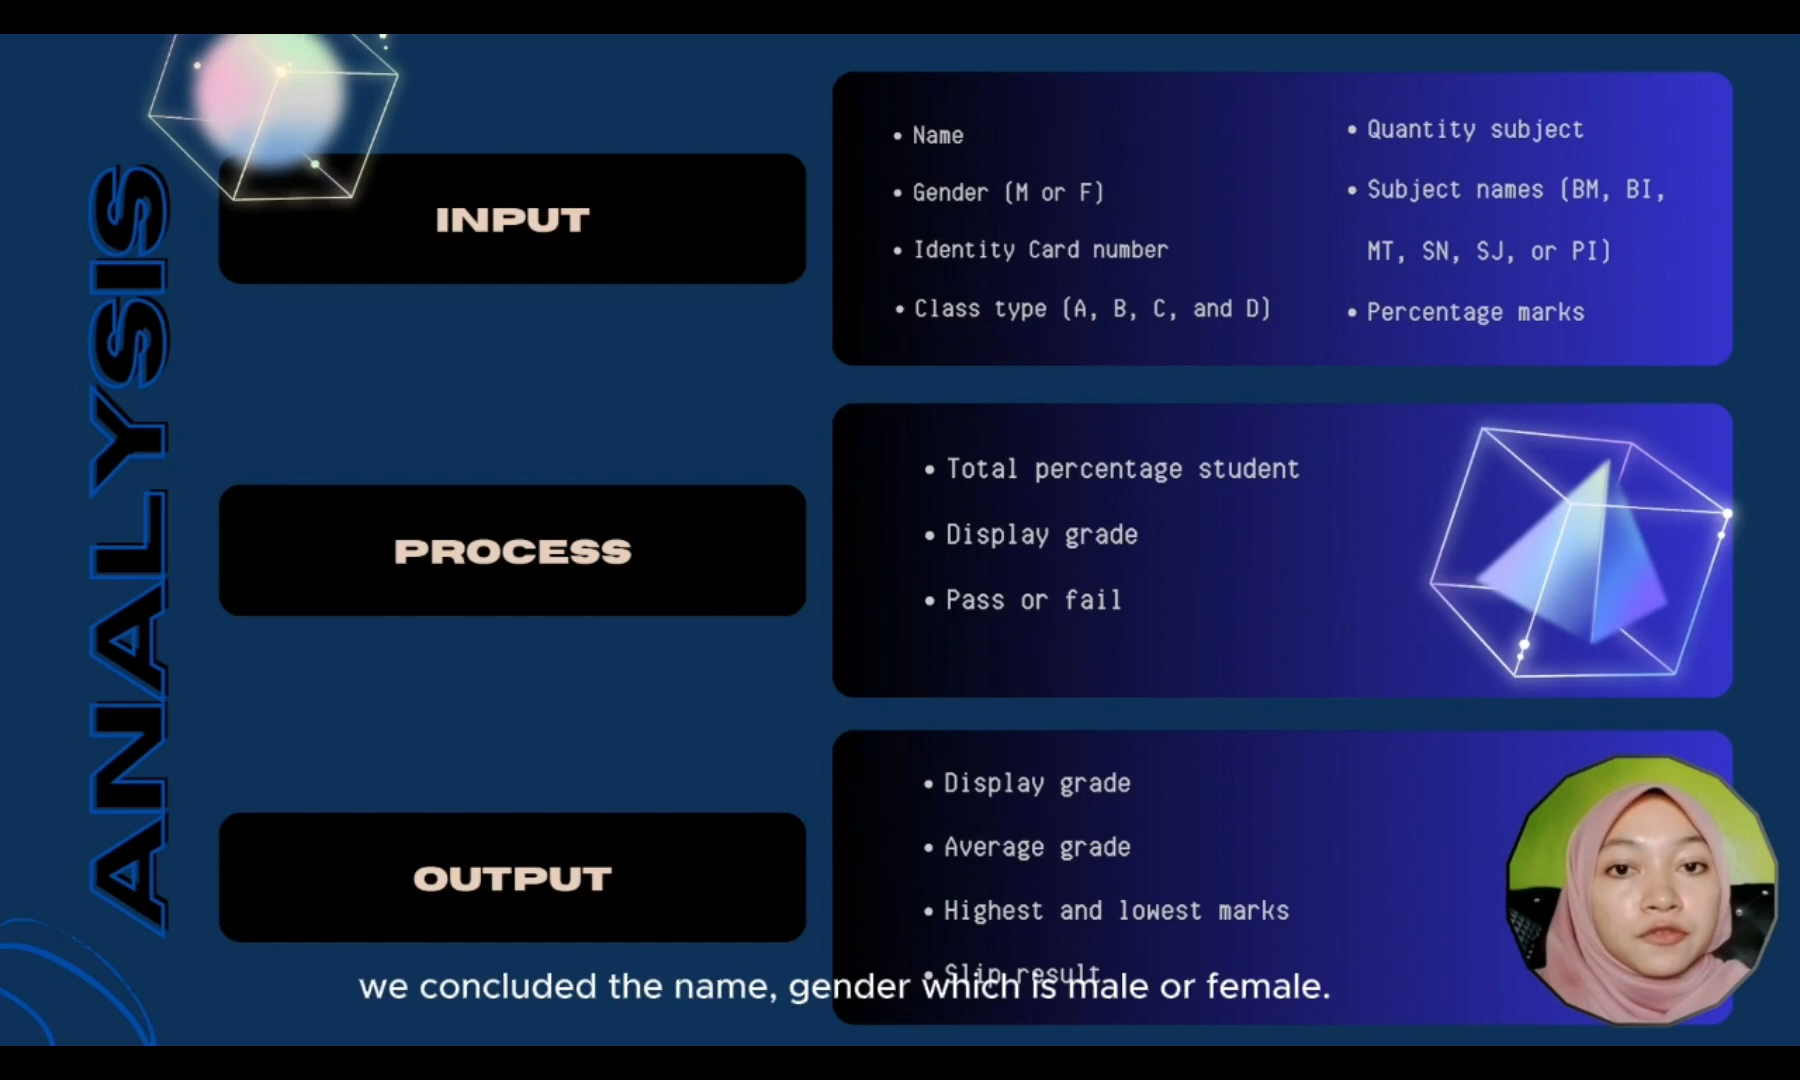 ANALYSIS
INPUT
• Name
• Gender (M or F)
• Identity Card number
• Class type (A, B, C, and D)
• Quantity subject
• Subject names (BM, BI,
MT, SN, SJ, or PI)
• Percentage marks
PROCESS
• Total percentage student
• Display grade
• Pass or fail
OUTPUT
• Display grade
• Average grade
• Highest and lowest marks
• Slip result
we concluded the name, gender which is male or female.